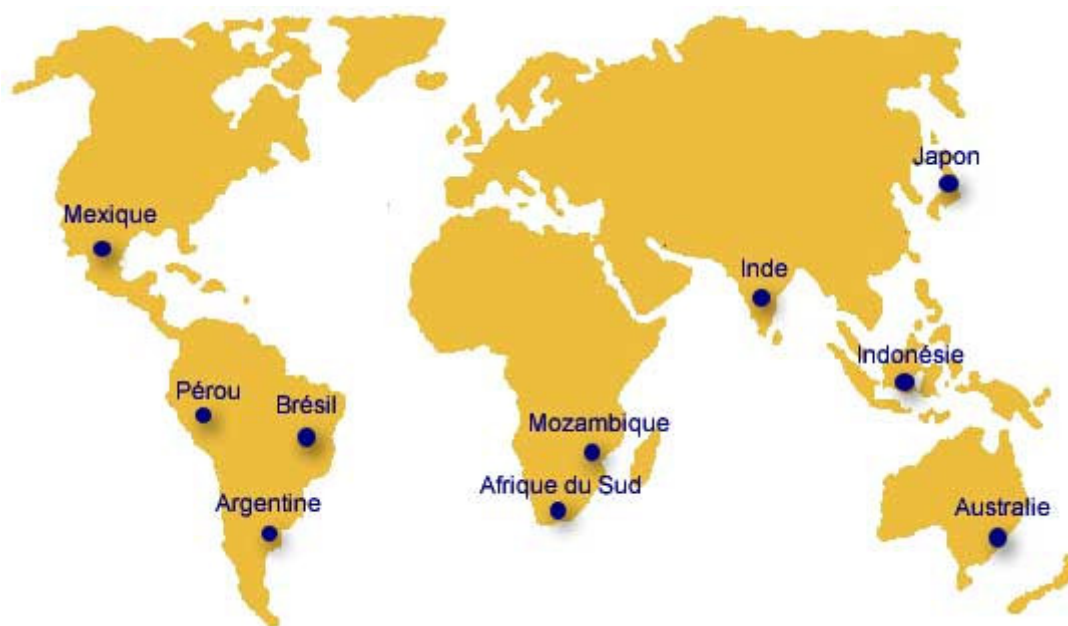 Japon
Mexique
Inde
Indonésie
Pérou
Brésil
Mozambique
Afrique du Sud
Argentine
Australie